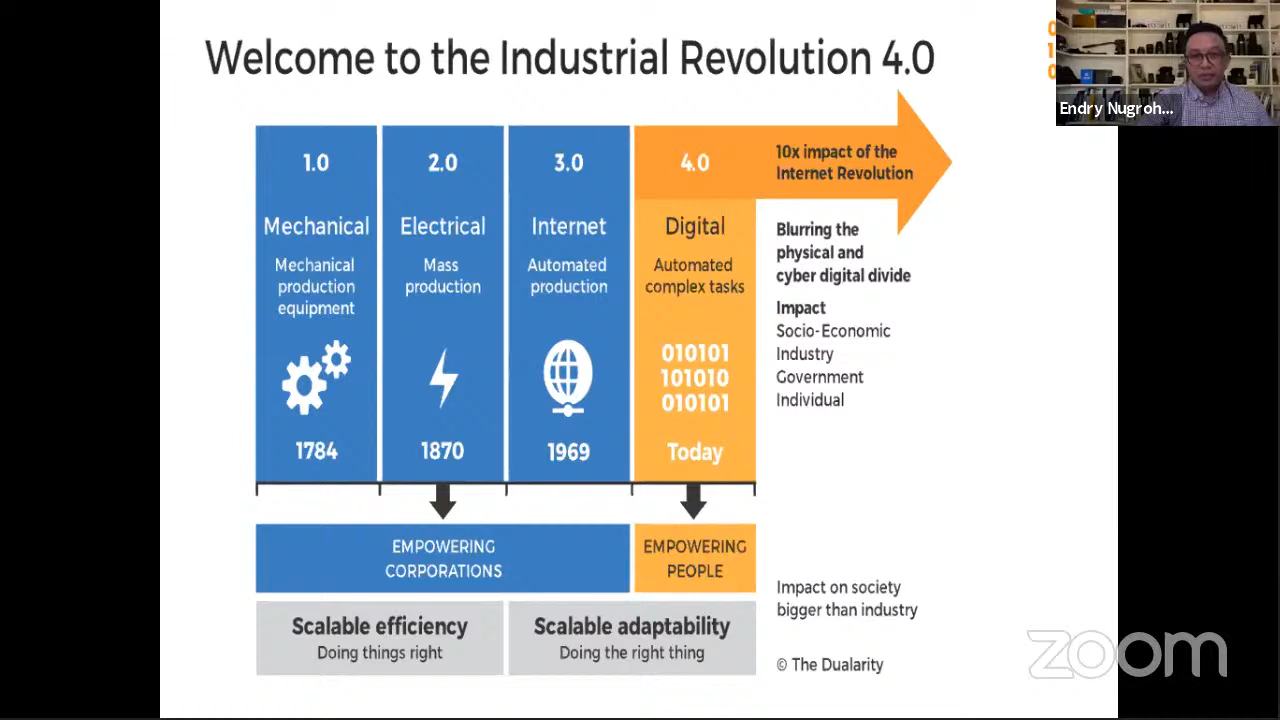 Welcome to the Industrial Revolution 4.0
0
1
0
Endry Nugroh...
1.0
Mechanical
Mechanical
production
equipment
1784
2.0
Electrical
Mass
production
1870
3.0
Internet
Automated
production
1969
4.0
Digital
Automated
complex tasks
010101
101010
010101
Today
10x impact of the
Internet Revolution
Blurring the
physical and
cyber digital divide
Impact
Socio-Economic
Industry
Government
Individual
EMPOWERING
CORPORATIONS
EMPOWERING
PEOPLE
Impact on society
bigger than industry
Scalable efficiency
Doing things right
Scalable adaptability
Doing the right thing
© The Dualarity
zoom